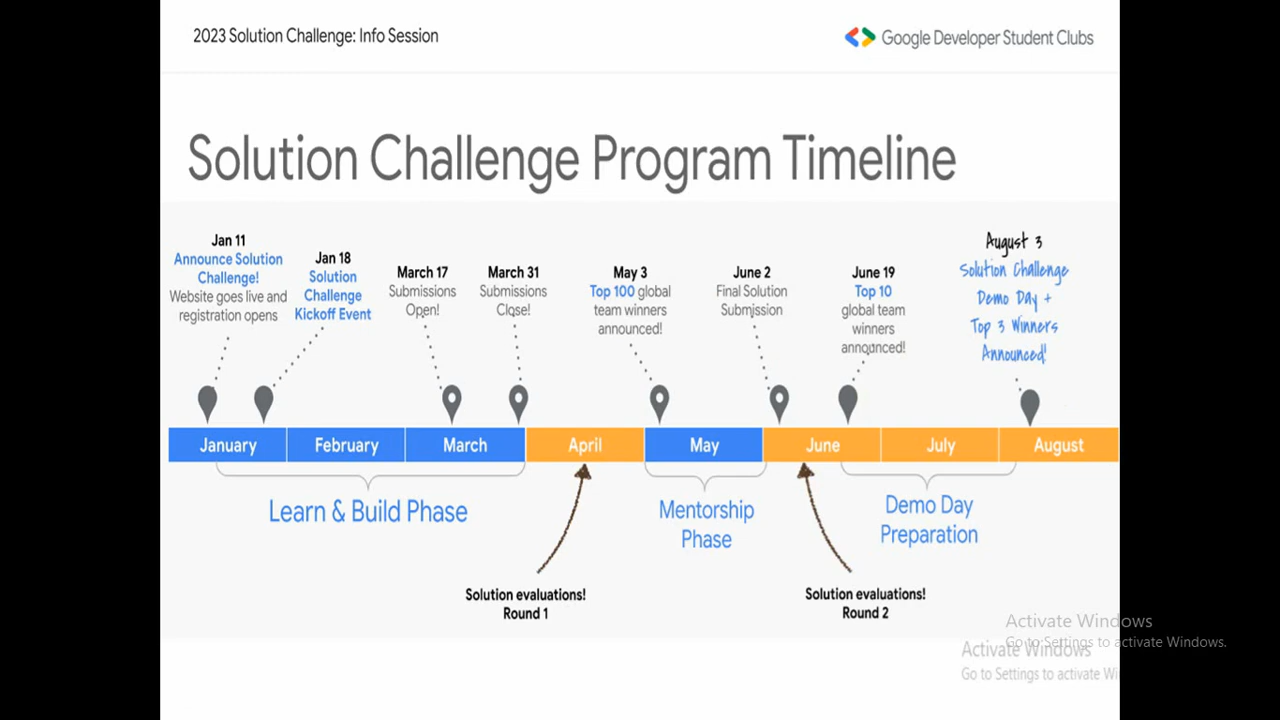 2023 Solution Challenge: Info Session
Google Developer Student Clubs
Solution Challenge Program Timeline
Jan 11
Announce Solution
Challenge!
Website goes live and
registration opens
Jan 18
Solution
Challenge
Kickoff Event
March 17
Submissions
Open!
March 31
Submissions
Close!
May 3
Top 100 global
team winners
announced!
June 2
Final Solution
Submission
June 19
Top 10
global team
winners
announced!
August 3
Solution Challenge
Demo Day +
Top 3 Winners
Announced!
January
February
March
April
May
June
July
August
Learn & Build Phase
Mentorship
Phase
Demo Day
Preparation
Solution evaluations!
Round 1
Solution evaluations!
Round 2
Activate Windows
Go to Settings to activate Windows.
Activate Windows
Go to Settings to activate Wi